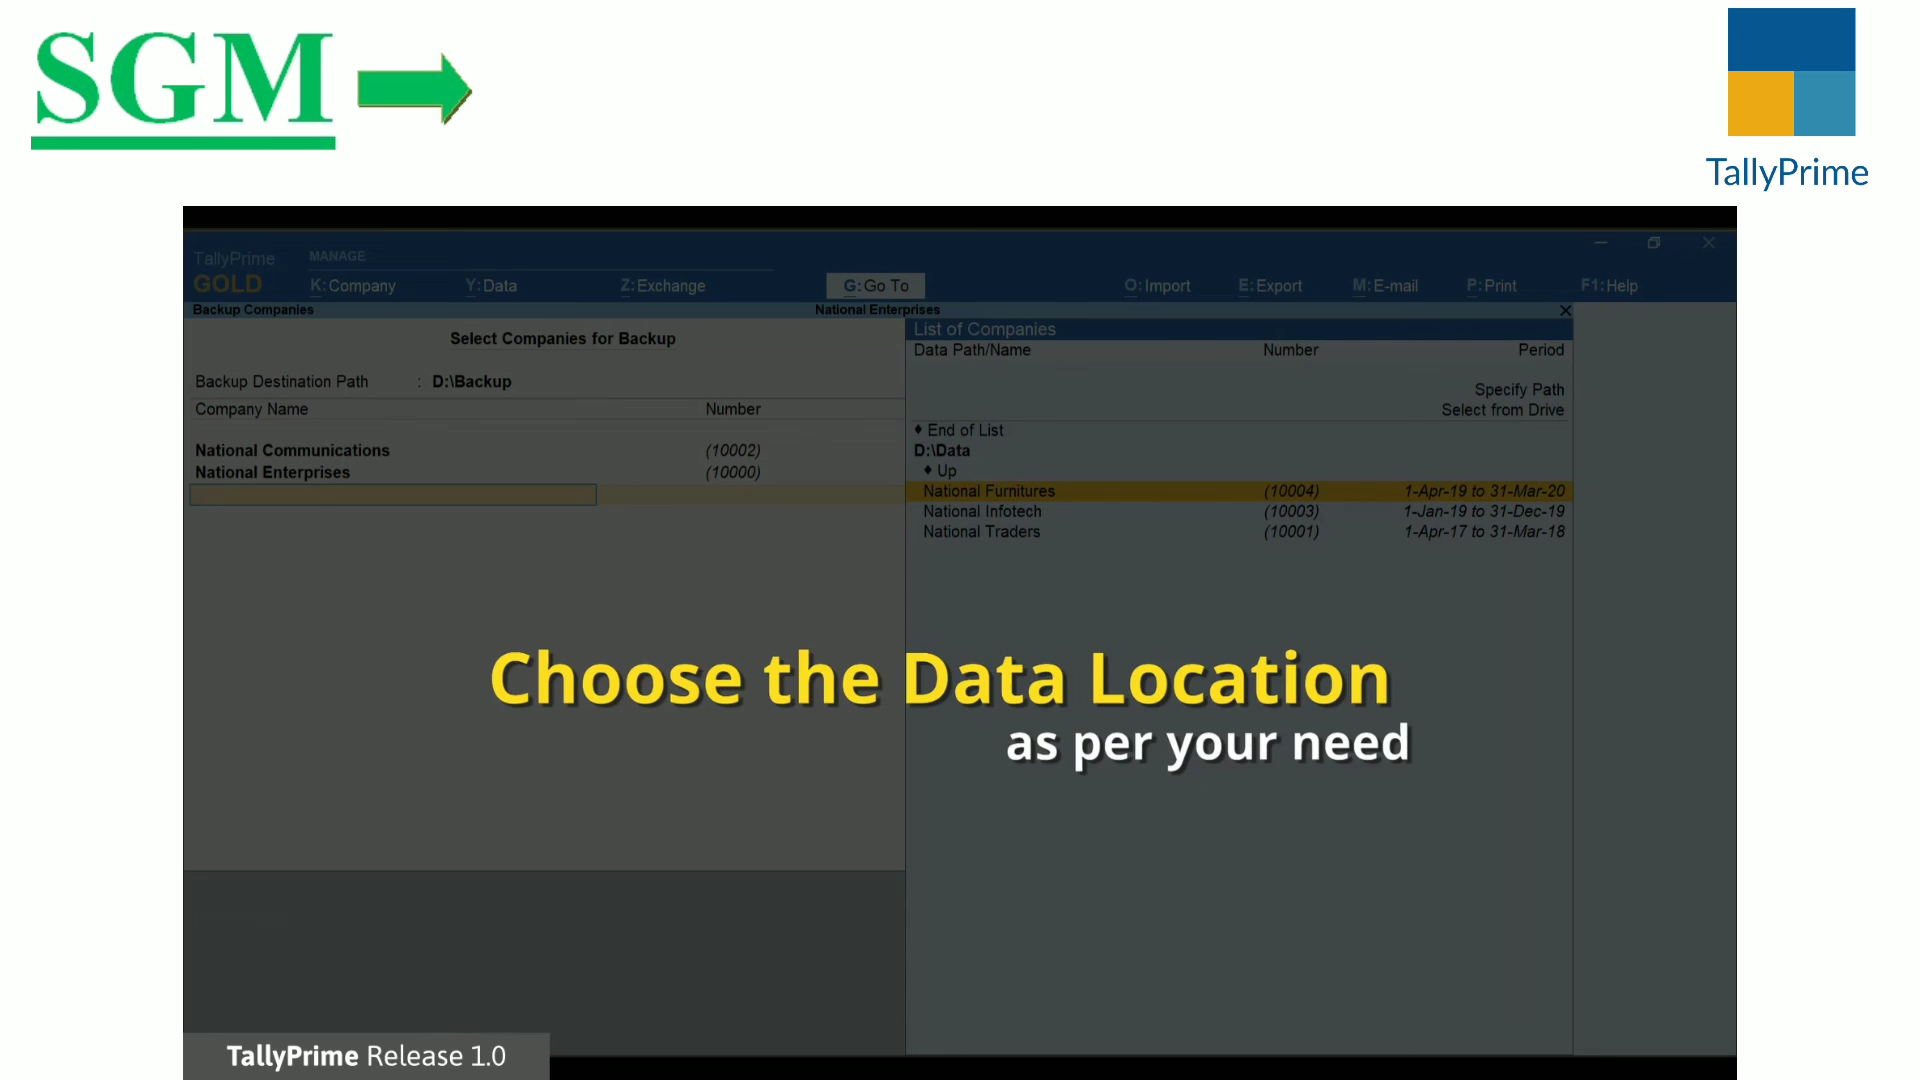 SGM
TallyPrime
TallyPrime
GOLD
MANAGE
K:Company Y:Data Z:Exchange G:Go To O:Import E:Export M:E-mail P:Print F1:Help
Backup Companies National Enterprises
Select Companies for Backup
Backup Destination Path : D:\Backup
Company Name Number
National Communications (10002)
National Enterprises (10000)
List of Companies
Data Path/Name Number Period
Specify Path
Select from Drive
♦ End of List
D:\Data
♦ Up
National Furnitures (10004) 1-Apr-19 to 31-Mar-20
National Infotech (10003) 1-Jan-19 to 31-Dec-19
National Traders (10001) 1-Apr-17 to 31-Mar-18
Choose the Data Location
as per your need
TallyPrime Release 1.0